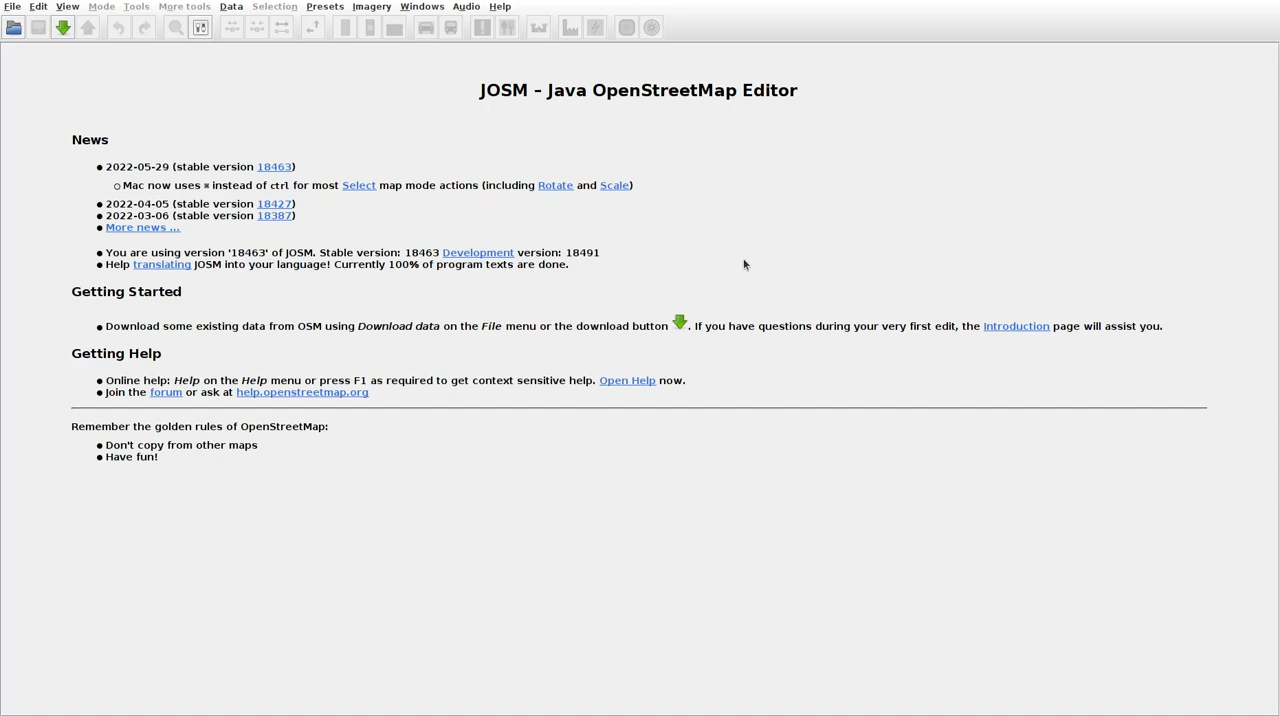 File Edit View Mode Tools More tools Data Selection Presets Imagery Windows Audio Help
JOSM – Java OpenStreetMap Editor
News
2022-05-29 (stable version 18463)
Mac now uses ⌘ instead of ctrl for most Select map mode actions (including Rotate and Scale)
2022-04-05 (stable version 18427)
2022-03-06 (stable version 18387)
More news ...
You are using version '18463' of JOSM. Stable version: 18463 Development version: 18491
Help translating JOSM into your language! Currently 100% of program texts are done.
Getting Started
Download some existing data from OSM using Download data on the File menu or the download button . If you have questions during your very first edit, the Introduction page will assist you.
Getting Help
Online help: Help on the Help menu or press F1 as required to get context sensitive help. Open Help now.
Join the forum or ask at help.openstreetmap.org
Remember the golden rules of OpenStreetMap:
Don't copy from other maps
Have fun!